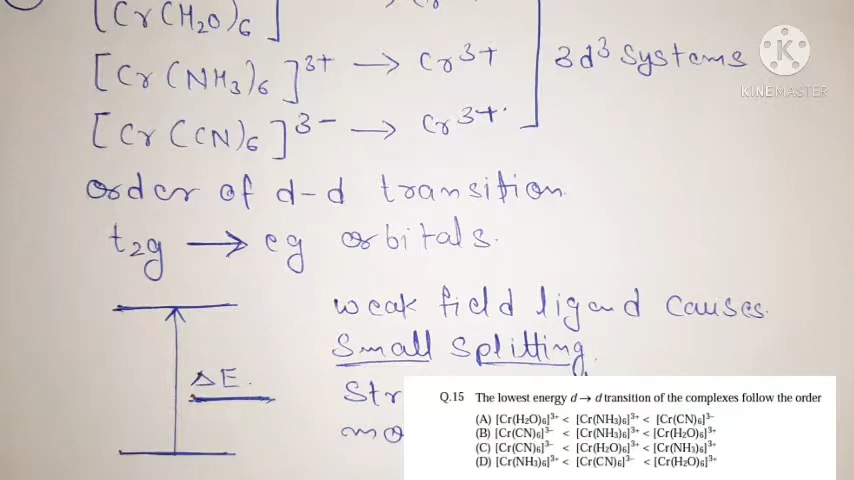 [Cr(H2O)6]
[Cr(NH3)6]3+ → Cr3+
3d3 Systems
K
KINEMASTER
[Cr(CN)6]3- → Cr3+
order of d-d transition
t2g → eg orbitals.
weak field ligand causes
Small splitting.
ΔE.
Q.15 The lowest energy d → d transition of the complexes follow the order
(A) [Cr(H2O)6]3+ < [Cr(NH3)6]3+ < [Cr(CN)6]3-
(B) [Cr(CN)6]3- < [Cr(NH3)6]3+ < [Cr(H2O)6]3+
(C) [Cr(CN)6]3- < [Cr(H2O)6]3+ < [Cr(NH3)6]3+
(D) [Cr(NH3)6]3+ < [Cr(CN)6]3- < [Cr(H2O)6]3+